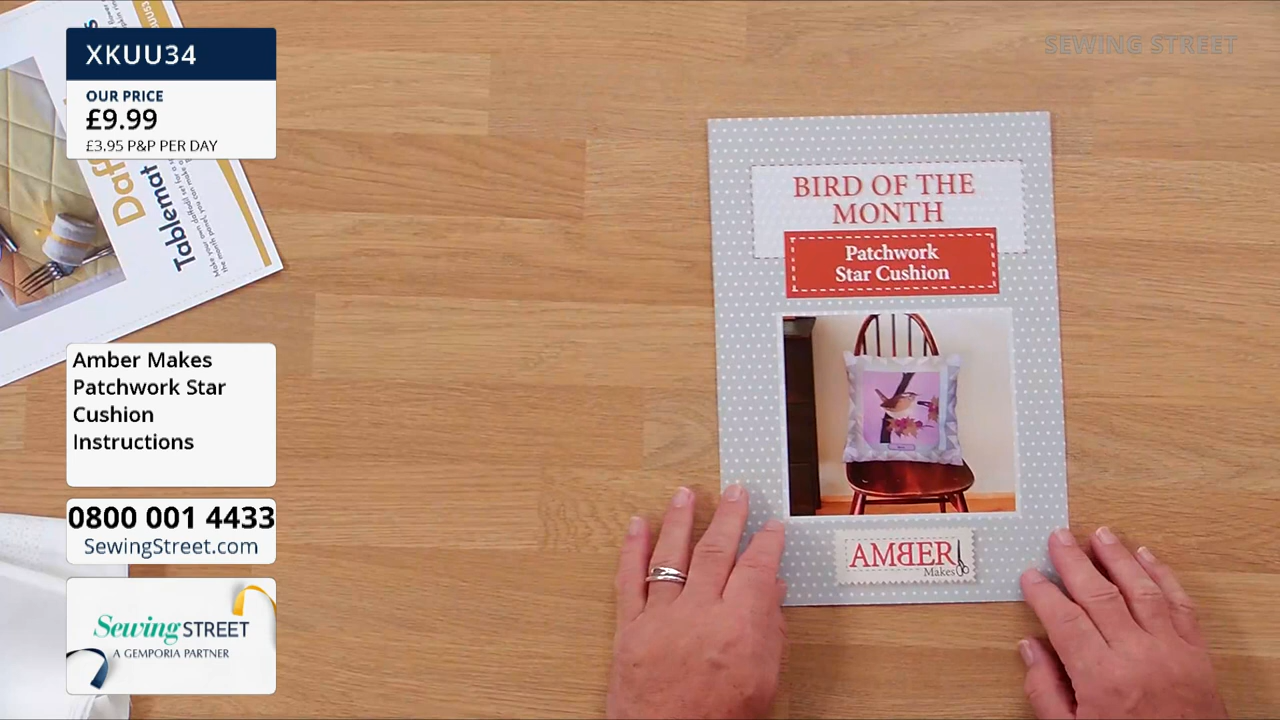 XKUU34
OUR PRICE
£9.99
£3.95 P&P PER DAY
Amber Makes
Patchwork Star
Cushion
Instructions
0800 001 4433
SewingStreet.com
Sewing STREET
A GEMPORIA PARTNER
Tablemat
SEWING STREET
BIRD OF THE
MONTH
Patchwork
Star Cushion
AMBER
Makes